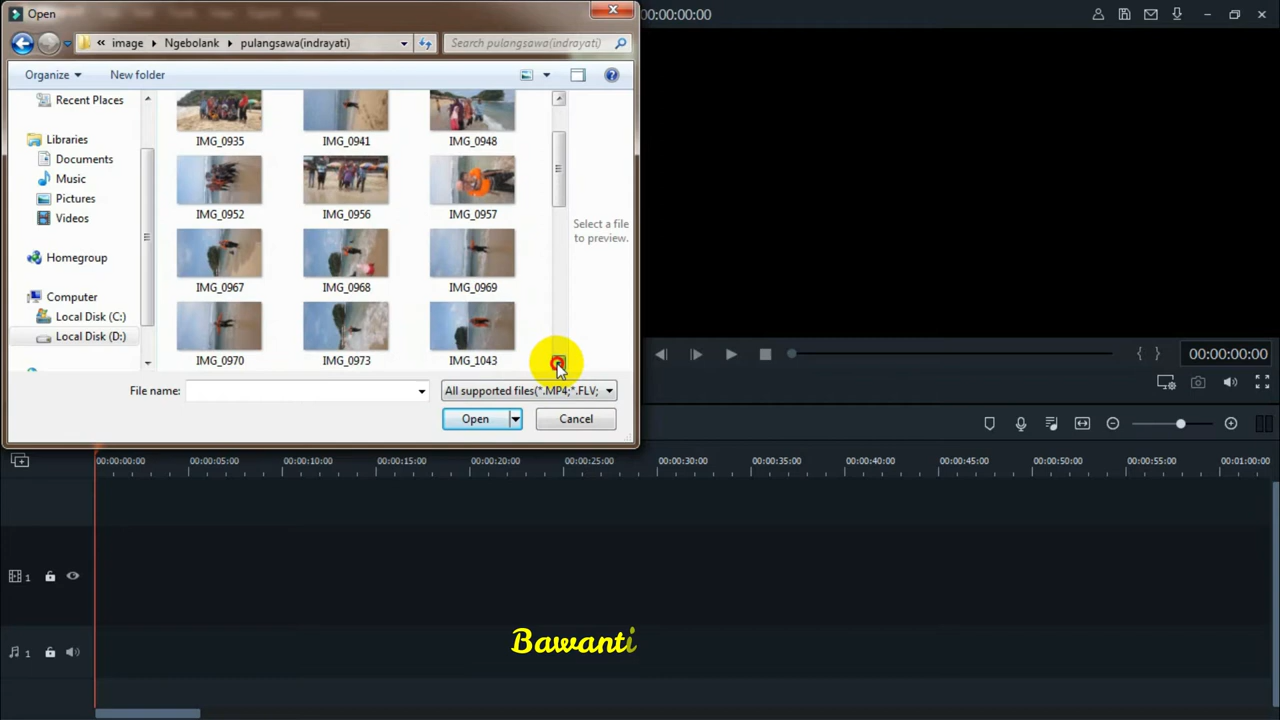 Open
00:00:00:00
« image ▸ Ngebolank ▸ pulangsawa(indrayati)
Search pulangsawa(indrayati)
Organize
New folder
Recent Places
Libraries
Documents
Music
Pictures
Videos
Homegroup
Computer
Local Disk (C:)
Local Disk (D:)
IMG_0935 IMG_0941 IMG_0948
IMG_0952 IMG_0956 IMG_0957
IMG_0967 IMG_0968 IMG_0969
IMG_0970 IMG_0973 IMG_1043
Select a file
to preview.
File name:
All supported files(*.MP4;*.FLV;
Open
Cancel
00:00:00:00
00:00:00:00 00:00:05:00 00:00:10:00 00:00:15:00 00:00:20:00 00:00:25:00 00:00:30:00 00:00:35:00 00:00:40:00 00:00:45:00 00:00:50:00 00:00:55:00 00:01:00:00
1
1
Bawanti